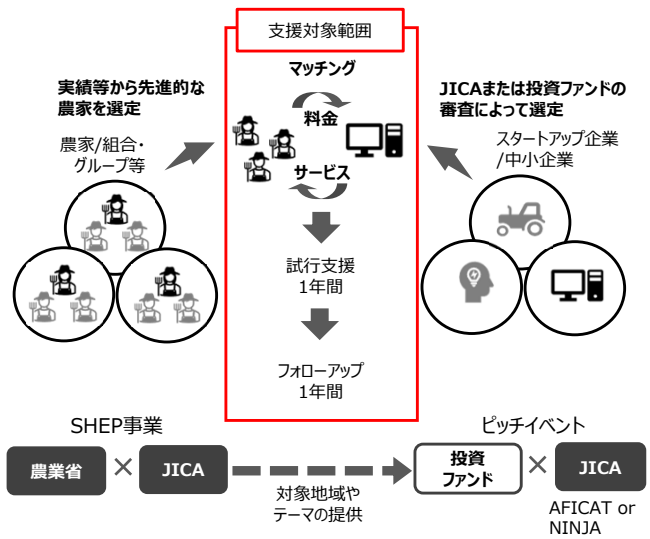 支援対象範囲
実績等から先進的な
農家を選定
農家/組合・
グループ等
マッチング
料金
サービス
試行支援
1年間
フォローアップ
1年間
JICAまたは投資ファンドの
審査によって選定
スタートアップ企業
/中小企業
SHEP事業
農業省
×
JICA
対象地域や
テーマの提供
ピッチイベント
投資
ファンド
×
JICA
AFICAT or
NINJA